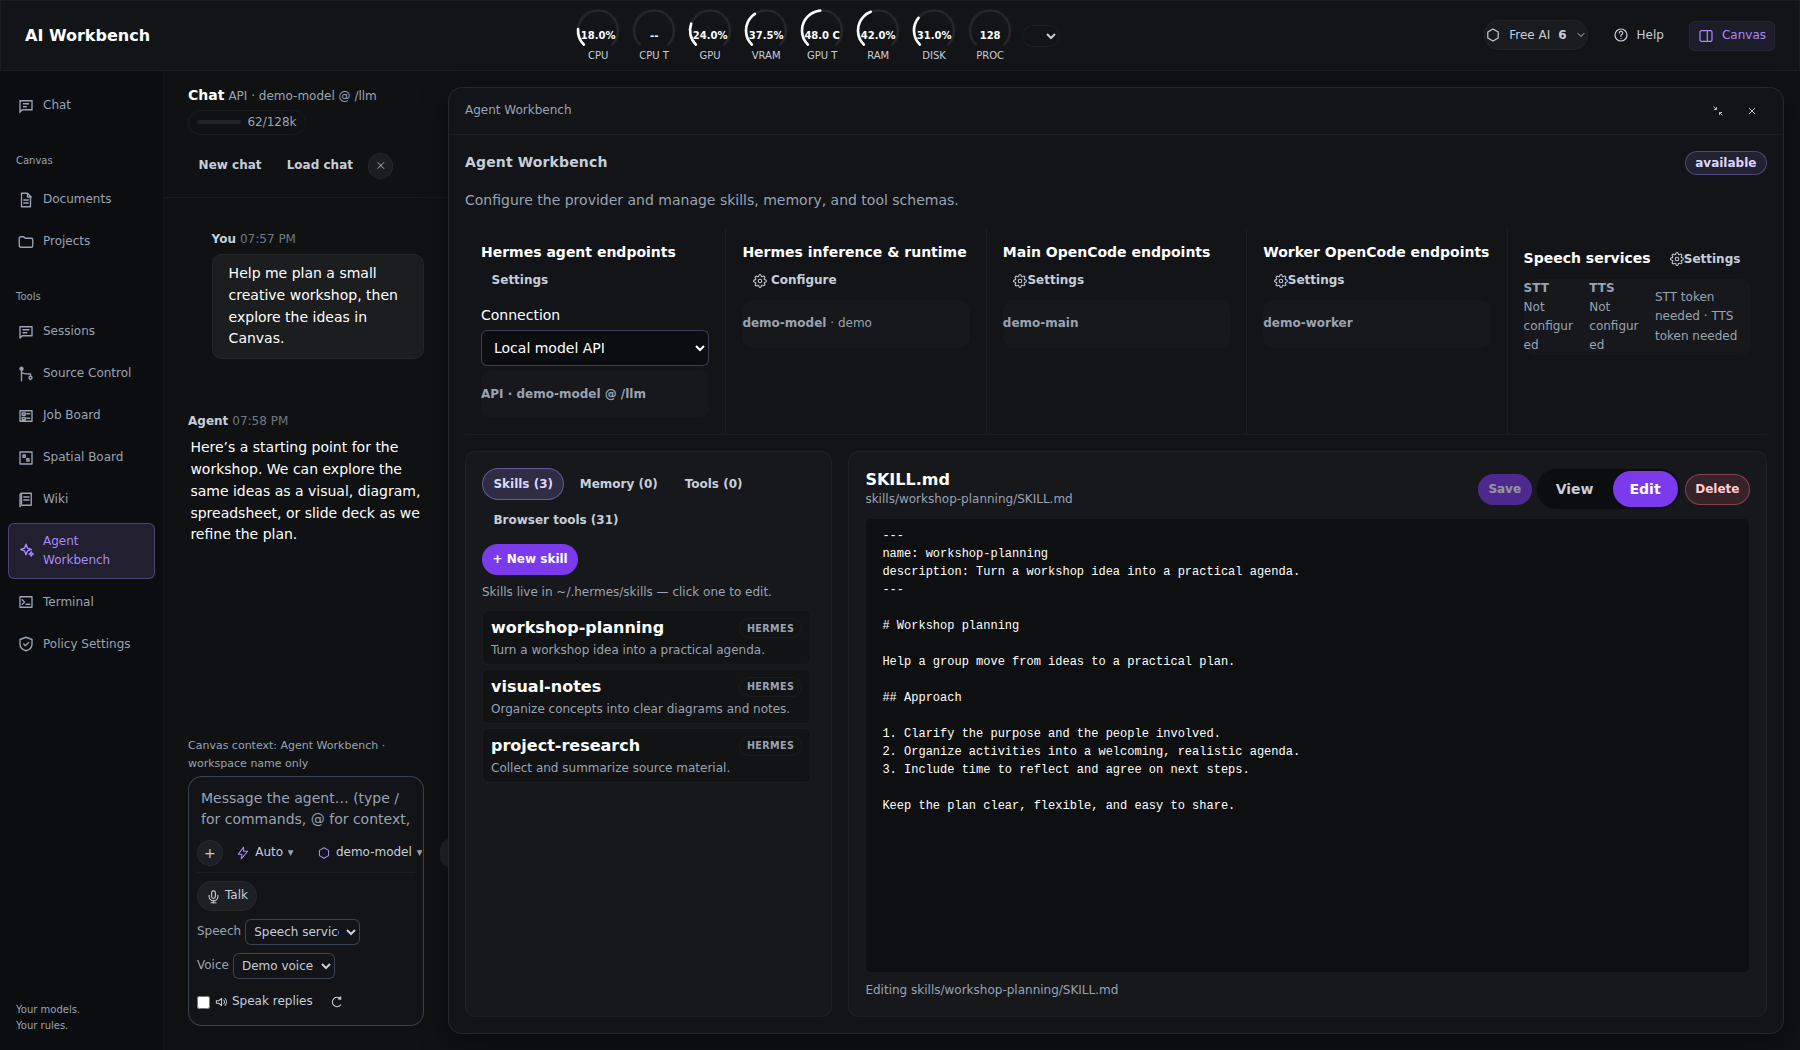 AI Workbench
18.0%
CPU
--
CPU T
24.0%
GPU
37.5%
VRAM
48.0 C
GPU T
42.0%
RAM
31.0%
DISK
128
PROC
Free AI 6
Help
Canvas
Chat
Canvas
Documents
Projects
Tools
Sessions
Source Control
Job Board
Spatial Board
Wiki
Agent
Workbench
Terminal
Policy Settings
Your models.
Your rules.
Chat API · demo-model @ /llm
62/128k
New chat
Load chat
You 07:57 PM
Help me plan a small
creative workshop, then
explore the ideas in
Canvas.
Agent 07:58 PM
Here’s a starting point for the
workshop. We can explore the
same ideas as a visual, diagram,
spreadsheet, or slide deck as we
refine the plan.
Canvas context: Agent Workbench ·
workspace name only
Message the agent… (type /
for commands, @ for context,
Auto
demo-model
Talk
Speech
Speech servic
Voice
Demo voice
Speak replies
Agent Workbench
Agent Workbench
available
Configure the provider and manage skills, memory, and tool schemas.
Hermes agent endpoints
Settings
Connection
Local model API
API · demo-model @ /llm
Hermes inference & runtime
Configure
demo-model · demo
Main OpenCode endpoints
Settings
demo-main
Worker OpenCode endpoints
Settings
demo-worker
Speech services
Settings
STT
Not
configur
ed
TTS
Not
configur
ed
STT token
needed · TTS
token needed
Skills (3)
Memory (0)
Tools (0)
Browser tools (31)
+ New skill
Skills live in ~/.hermes/skills — click one to edit.
workshop-planning
HERMES
Turn a workshop idea into a practical agenda.
visual-notes
HERMES
Organize concepts into clear diagrams and notes.
project-research
HERMES
Collect and summarize source material.
SKILL.md
skills/workshop-planning/SKILL.md
Save
View
Edit
Delete
---
name: workshop-planning
description: Turn a workshop idea into a practical agenda.
---
# Workshop planning
Help a group move from ideas to a practical plan.
## Approach
1. Clarify the purpose and the people involved.
2. Organize activities into a welcoming, realistic agenda.
3. Include time to reflect and agree on next steps.
Keep the plan clear, flexible, and easy to share.
Editing skills/workshop-planning/SKILL.md